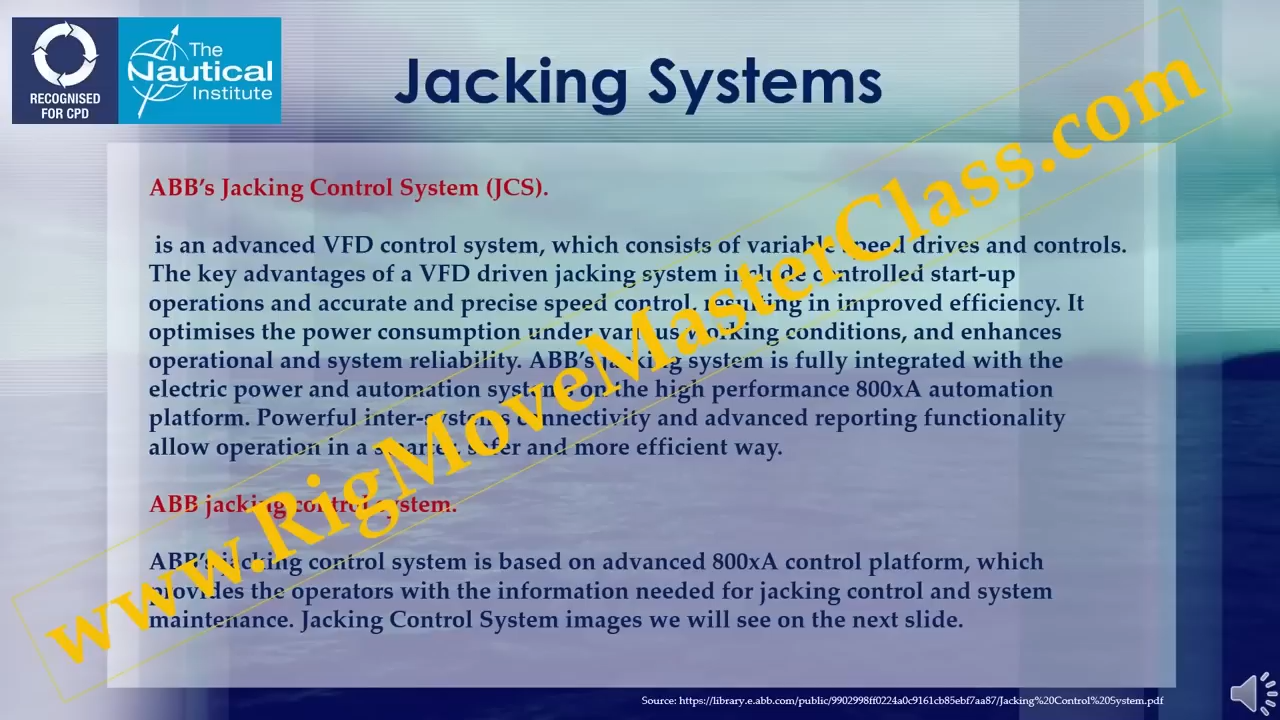 RECOGNISED
FOR CPD
The
Nautical
Institute
Jacking Systems
ABB's Jacking Control System (JCS).
is an advanced VFD control system, which consists of variable speed drives and controls.
The key advantages of a VFD driven jacking system include controlled start-up
operations and accurate and precise speed control, resulting in improved efficiency. It
optimises the power consumption under various working conditions, and enhances
operational and system reliability. ABB's jacking system is fully integrated with the
electric power and automation systems on the high performance 800xA automation
platform. Powerful inter-systems connectivity and advanced reporting functionality
allow operation in a smarter, safer and more efficient way.
ABB jacking control system.
ABB's jacking control system is based on advanced 800xA control platform, which
provides the operators with the information needed for jacking control and system
maintenance. Jacking Control System images we will see on the next slide.
www.RigMoveMasterClass.com
Source: https://library.e.abb.com/public/9902998ff0224a0c9161cb85ebf7aa87/Jacking%20Control%20System.pdf